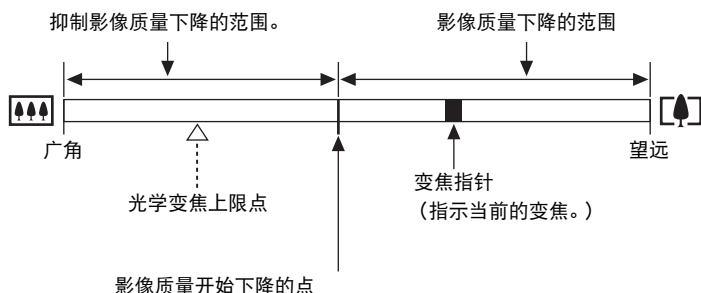 抑制影像质量下降的范围。
影像质量下降的范围
广角
望远
光学变焦上限点
变焦指针
（指示当前的变焦。）
影像质量开始下降的点